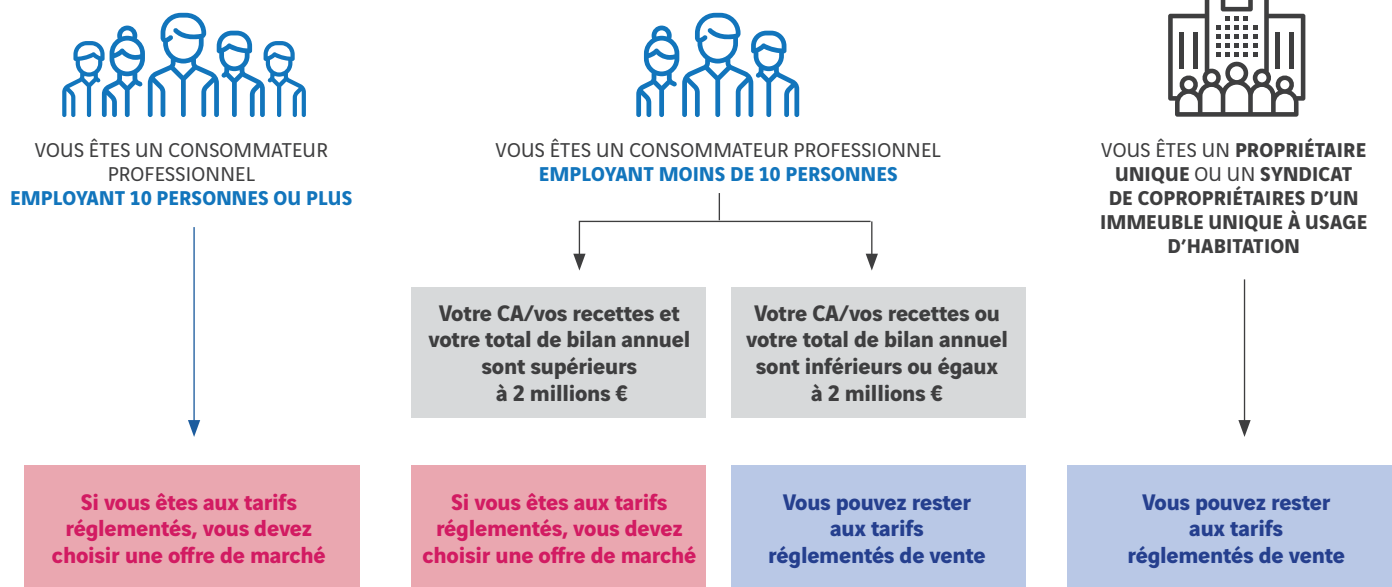 VOUS ÊTES UN CONSOMMATEUR
PROFESSIONNEL
EMPLOYANT 10 PERSONNES OU PLUS
Si vous êtes aux tarifs
réglementés, vous devez
choisir une offre de marché
VOUS ÊTES UN CONSOMMATEUR PROFESSIONNEL
EMPLOYANT MOINS DE 10 PERSONNES
Votre CA/vos recettes et
votre total de bilan annuel
sont supérieurs
à 2 millions €
Si vous êtes aux tarifs
réglementés, vous devez
choisir une offre de marché
Votre CA/vos recettes ou
votre total de bilan annuel
sont inférieurs ou égaux
à 2 millions €
Vous pouvez rester
aux tarifs
réglementés de vente
VOUS ÊTES UN PROPRIÉTAIRE
UNIQUE OU UN SYNDICAT
DE COPROPRIÉTAIRES D'UN
IMMEUBLE UNIQUE À USAGE
D'HABITATION
Vous pouvez rester
aux tarifs
réglementés de vente